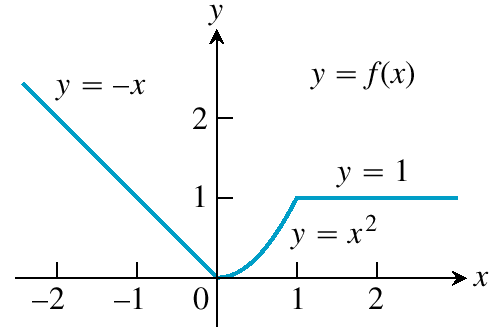 y
y = –x
y = f(x)
2
y = 1
1
y = x²
x
–2 –1 0 1 2